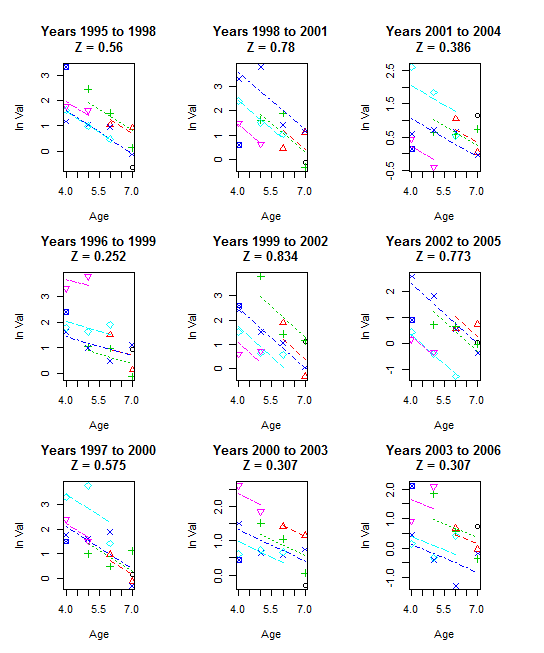 Years 1995 to 1998 Years 1998 to 2001 Years 2001 to 2004
Z = 0.56 Z = 0.78 Z = 0.386
ln Val ln Val ln Val
0 1 2 3 0 1 2 3 -0.5 0.5 1.5 2.5
4.0 5.5 7.0 4.0 5.5 7.0 4.0 5.5 7.0
Age Age Age
Years 1996 to 1999 Years 1999 to 2002 Years 2002 to 2005
Z = 0.252 Z = 0.834 Z = 0.773
ln Val ln Val ln Val
0 1 2 3 0 1 2 3 -1 0 1 2
4.0 5.5 7.0 4.0 5.5 7.0 4.0 5.5 7.0
Age Age Age
Years 1997 to 2000 Years 2000 to 2003 Years 2003 to 2006
Z = 0.575 Z = 0.307 Z = 0.307
ln Val ln Val ln Val
0 1 2 3 0.0 1.0 2.0 -1.0 0.0 1.0 2.0
4.0 5.5 7.0 4.0 5.5 7.0 4.0 5.5 7.0
Age Age Age